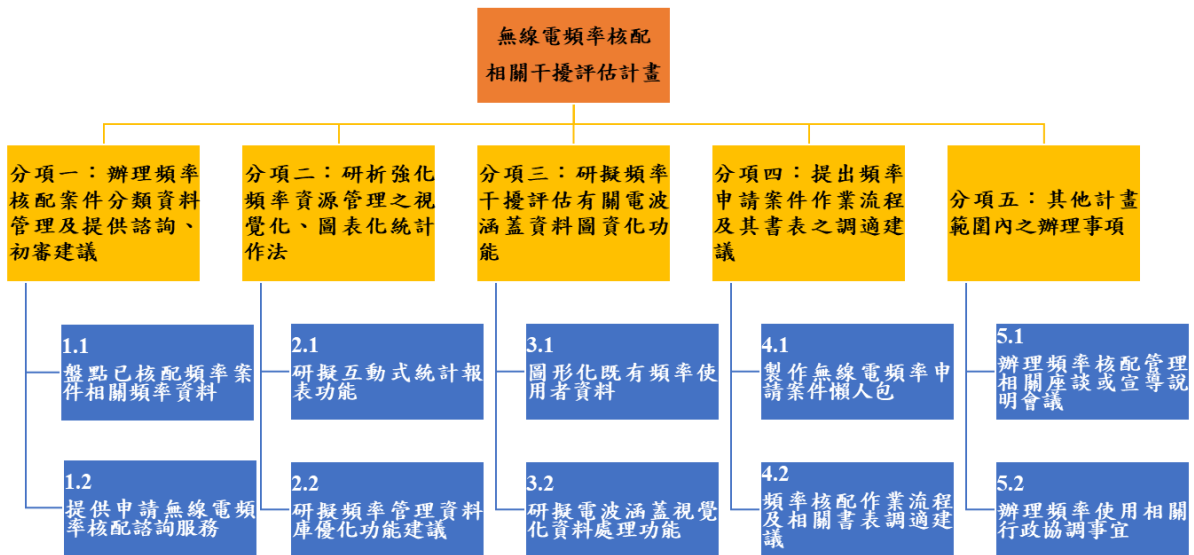 無線電頻率核配
相關干擾評估計畫
分項一：辦理頻率
核配案件分類資料
管理及提供諮詢、
初審建議
分項二：研析強化
頻率資源管理之視
覺化、圖表化統計
作法
分項三：研擬頻率
干擾評估有關電波
涵蓋資料圖資化功
能
分項四：提出頻率
申請案件作業流程
及其書表之調適建
議
分項五：其他計畫
範圍內之辦理事項
1.1
盤點已核配頻率案
件相關頻率資料
2.1
研擬互動式統計報
表功能
3.1
圖形化既有頻率使
用者資料
4.1
製作無線電頻率申
請案件懶人包
5.1
辦理頻率核配管理
相關座談或宣導說
明會議
1.2
提供申請無線電頻
率核配諮詢服務
2.2
研擬頻率管理資料
庫優化功能建議
3.2
研擬電波涵蓋視覺
化資料處理功能
4.2
頻率核配作業流程
及相關書表調適建
議
5.2
辦理頻率使用相關
行政協調事宜